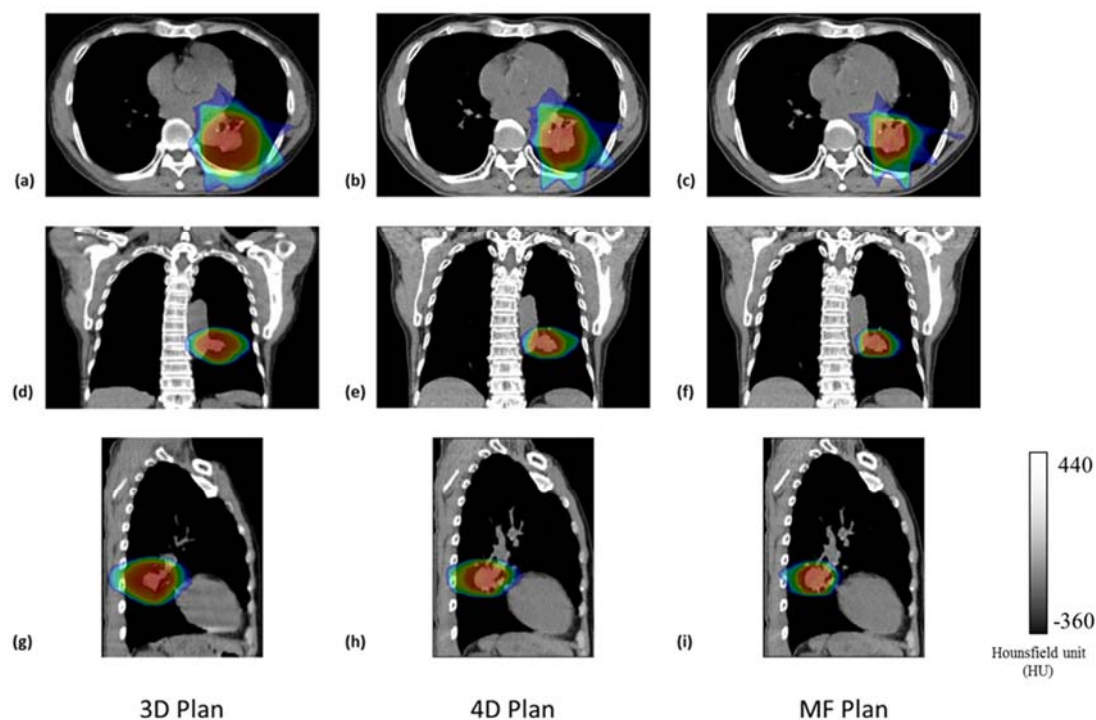 (a)
(b)
(c)
(d)
(e)
(f)
(g)
(h)
(i)
440
-360
Hounsfield unit
(HU)
3D Plan
4D Plan
MF Plan